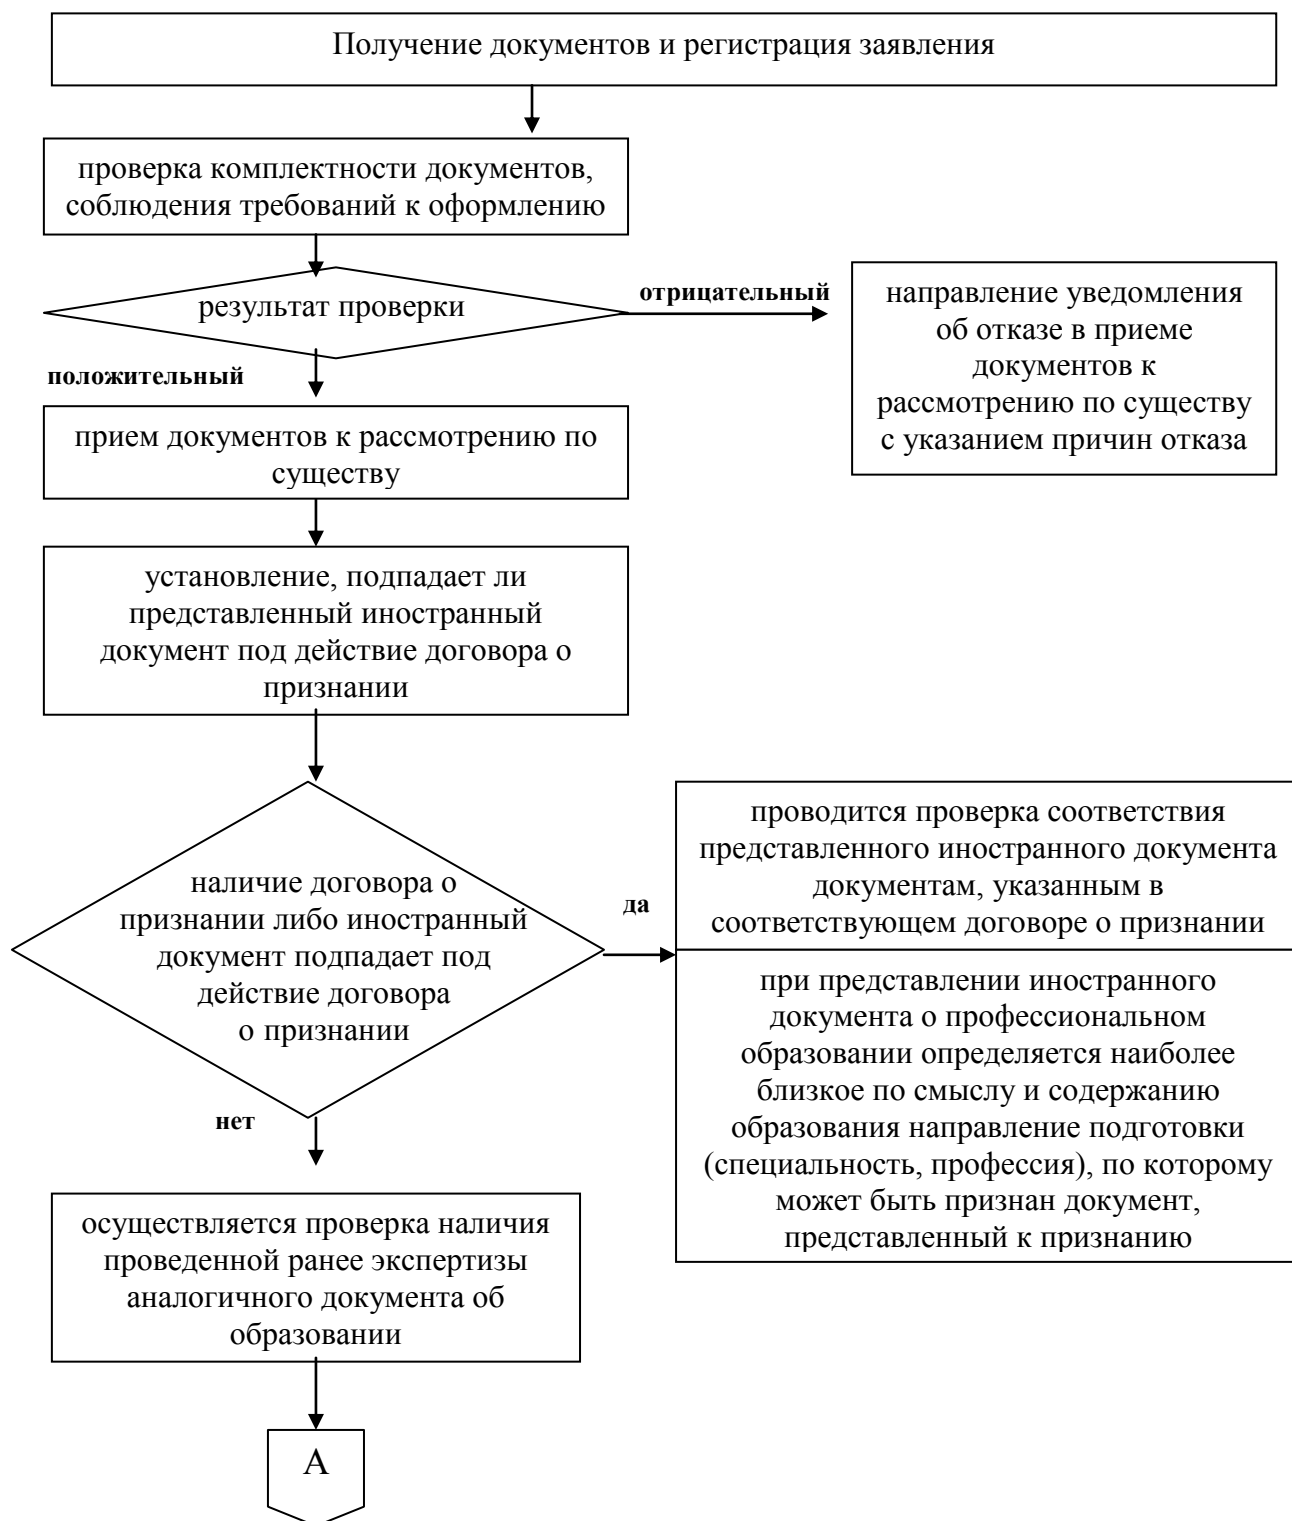 Получение документов и регистрация заявления
проверка комплектности документов,
соблюдения требований к оформлению
результат проверки
отрицательный
направление уведомления
об отказе в приеме
документов к
рассмотрению по существу
с указанием причин отказа
положительный
прием документов к рассмотрению по
существу
установление, подпадает ли
представленный иностранный
документ под действие договора о
признании
наличие договора о
признании либо иностранный
документ подпадает под
действие договора
о признании
да
проводится проверка соответствия
представленного иностранного документа
документам, указанным в
соответствующем договоре о признании
при представлении иностранного
документа о профессиональном
образовании определяется наиболее
близкое по смыслу и содержанию
образования направление подготовки
(специальность, профессия), по которому
может быть признан документ,
представленный к признанию
нет
осуществляется проверка наличия
проведенной ранее экспертизы
аналогичного документа об
образовании
А